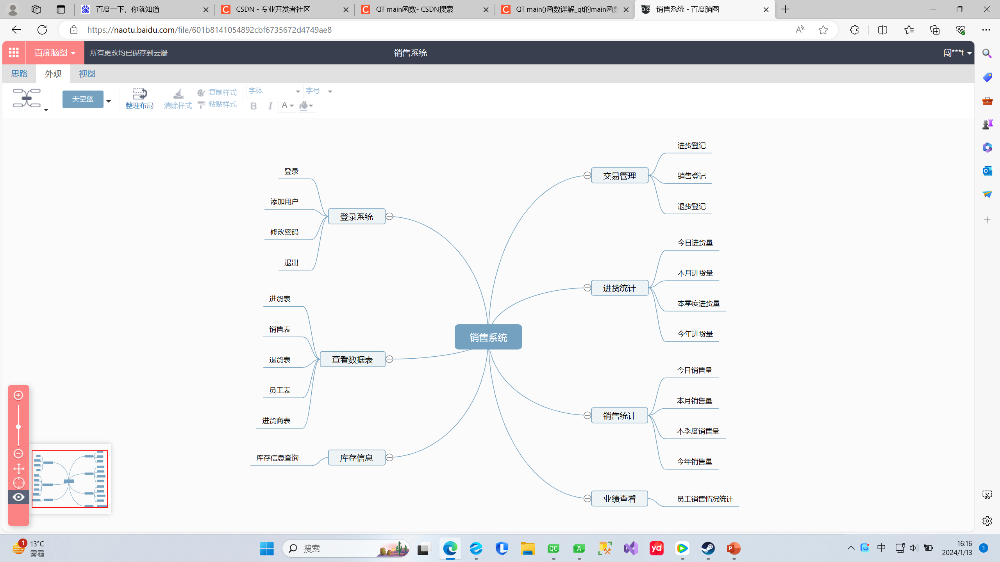 百度一下，你就知道
CSDN - 专业开发者社区
QT main函数- CSDN搜索
QT main()函数详解_qt的main函数
销售系统 - 百度脑图
https://naotu.baidu.com/file/601b8141054892cbf6735672d4749ae8
百度脑图
所有更改均已保存到云端
销售系统
闯***t
思路
外观
视图
天空蓝
整理布局
清除样式
复制样式
粘贴样式
字体
字号
B
I
A
登录
添加用户
修改密码
退出
登录系统
进货表
销售表
退货表
员工表
进货商表
查看数据表
库存信息查询
库存信息
销售系统
交易管理
进货登记
销售登记
退货登记
进货统计
今日进货量
本月进货量
本季度进货量
今年进货量
销售统计
今日销售量
本月销售量
本季度销售量
今年销售量
业绩查看
员工销售情况统计
1
13°C
雾霾
搜索
QC
A
yd
P
中
16:16
2024/1/13
1